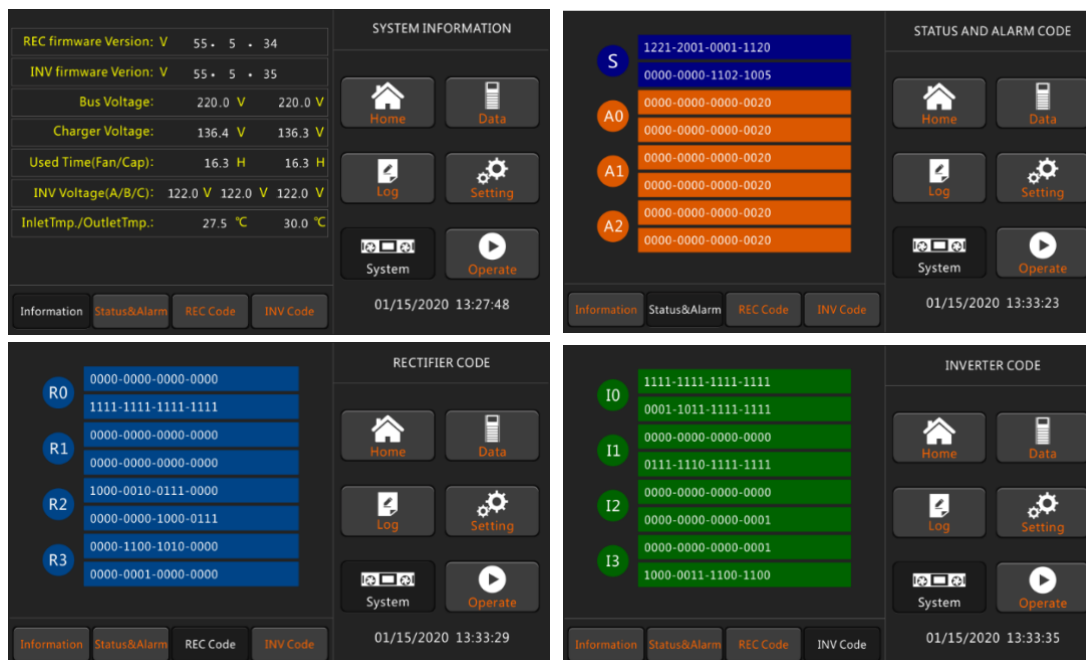 REC firmware Version: V 55. 5 . 34
INV firmware Verion: V 55. 5 . 35
Bus Voltage: 220.0 V 220.0 V
Charger Voltage: 136.4 V 136.3 V
Used Time(Fan/Cap): 16.3 H 16.3 H
INV Voltage(A/B/C): 122.0 V 122.0 V 122.0 V
InletTmp./OutletTmp.: 27.5 ℃ 30.0 ℃
Information Status&Alarm REC Code INV Code
SYSTEM INFORMATION
Home Data
Log Setting
System Operate
01/15/2020 13:27:48
S
1221-2001-0001-1120
0000-0000-1102-1005
A0
0000-0000-0000-0020
0000-0000-0000-0020
A1
0000-0000-0000-0020
0000-0000-0000-0020
A2
0000-0000-0000-0020
0000-0000-0000-0020
Information Status&Alarm REC Code INV Code
STATUS AND ALARM CODE
Home Data
Log Setting
System Operate
01/15/2020 13:33:23
R0
0000-0000-0000-0000
1111-1111-1111-1111
R1
0000-0000-0000-0000
0000-0000-0000-0000
R2
1000-0010-0111-0000
0000-0000-1000-0111
R3
0000-1100-1010-0000
0000-0001-0000-0000
Information Status&Alarm REC Code INV Code
RECTIFIER CODE
Home Data
Log Setting
System Operate
01/15/2020 13:33:29
I0
1111-1111-1111-1111
0001-1011-1111-1111
I1
0000-0000-0000-0000
0111-1110-1111-1111
I2
0000-0000-0000-0000
0000-0000-0000-0001
I3
0000-0000-0000-0001
1000-0011-1100-1100
Information Status&Alarm REC Code INV Code
INVERTER CODE
Home Data
Log Setting
System Operate
01/15/2020 13:33:35